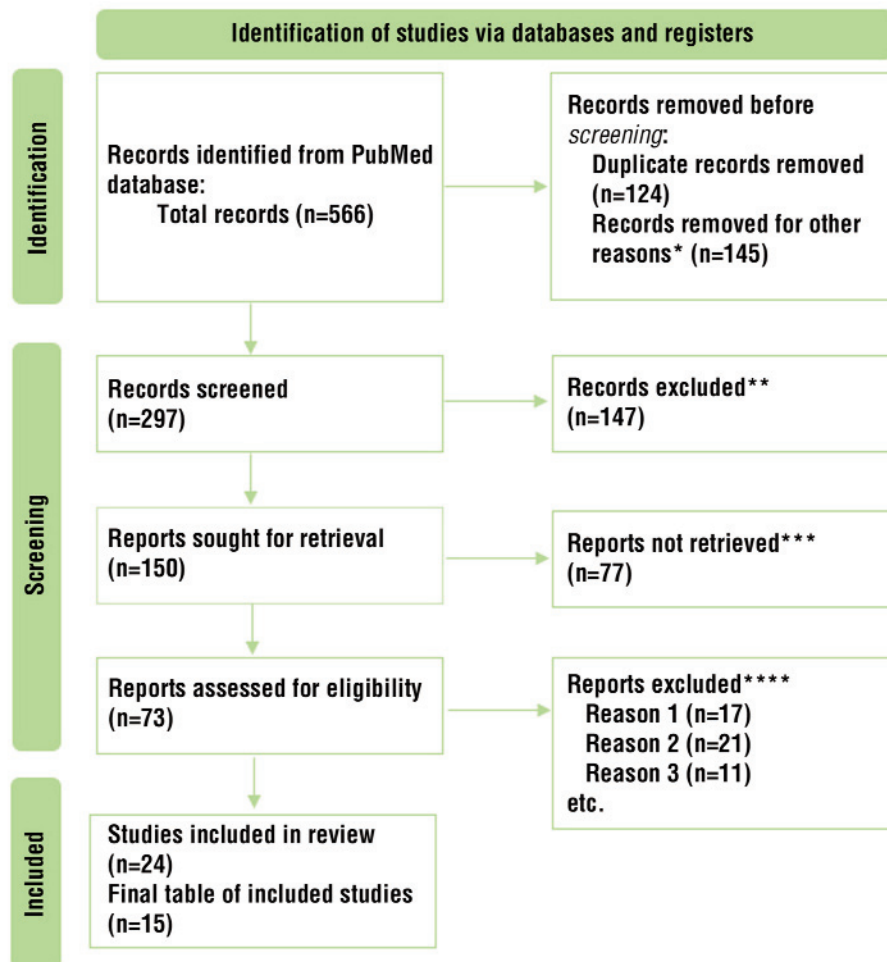 Identification of studies via databases and registers
Identification
Records identified from PubMed
database:
Total records (n=566)
Records removed before
screening:
Duplicate records removed
(n=124)
Records removed for other
reasons* (n=145)
Screening
Records screened
(n=297)
Records excluded**
(n=147)
Reports sought for retrieval
(n=150)
Reports not retrieved***
(n=77)
Reports assessed for eligibility
(n=73)
Reports excluded****
Reason 1 (n=17)
Reason 2 (n=21)
Reason 3 (n=11)
etc.
Included
Studies included in review
(n=24)
Final table of included studies
(n=15)